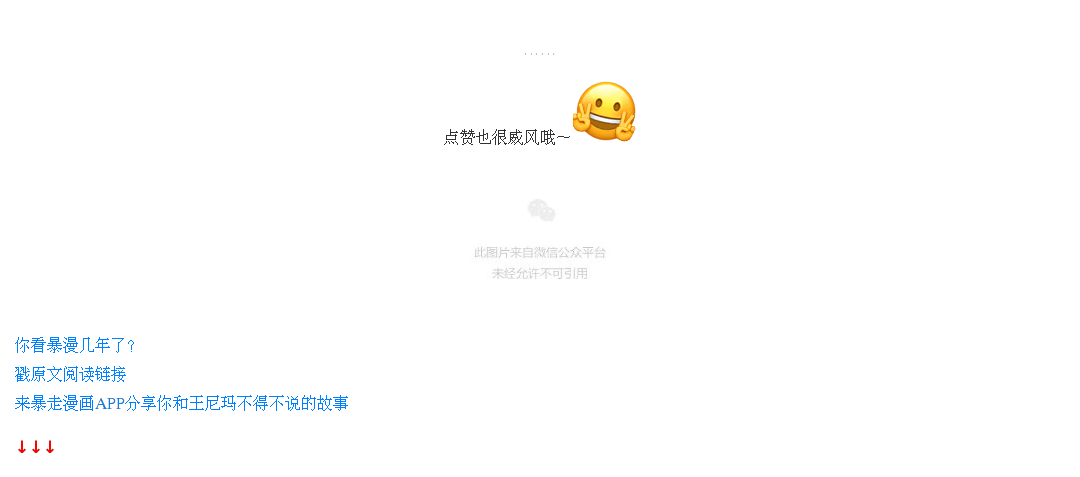 ......
点赞也很威风哦～
此图片来自微信公众平台
未经允许不可引用
你看暴漫几年了?
戳原文阅读链接
来暴走漫画APP分享你和王尼玛不得不说的故事
↓↓↓